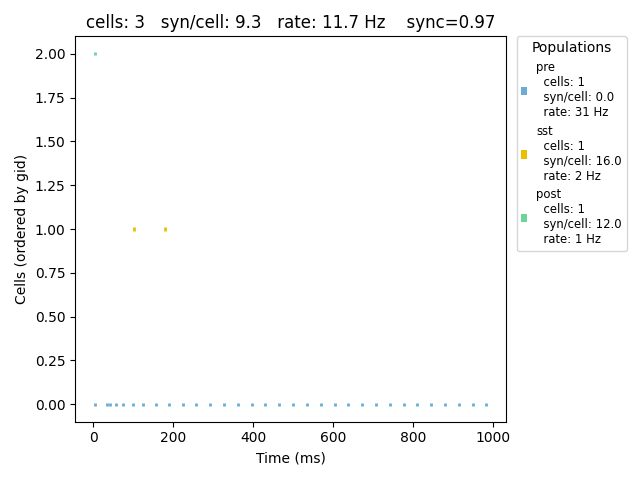 cells: 3   syn/cell: 9.3   rate: 11.7 Hz    sync=0.97
2.00
1.75
1.50
1.25
1.00
0.75
0.50
0.25
0.00
Cells (ordered by gid)
0
200
400
600
800
1000
Time (ms)
Populations
pre
cells: 1
syn/cell: 0.0
rate: 31 Hz
sst
cells: 1
syn/cell: 16.0
rate: 2 Hz
post
cells: 1
syn/cell: 12.0
rate: 1 Hz